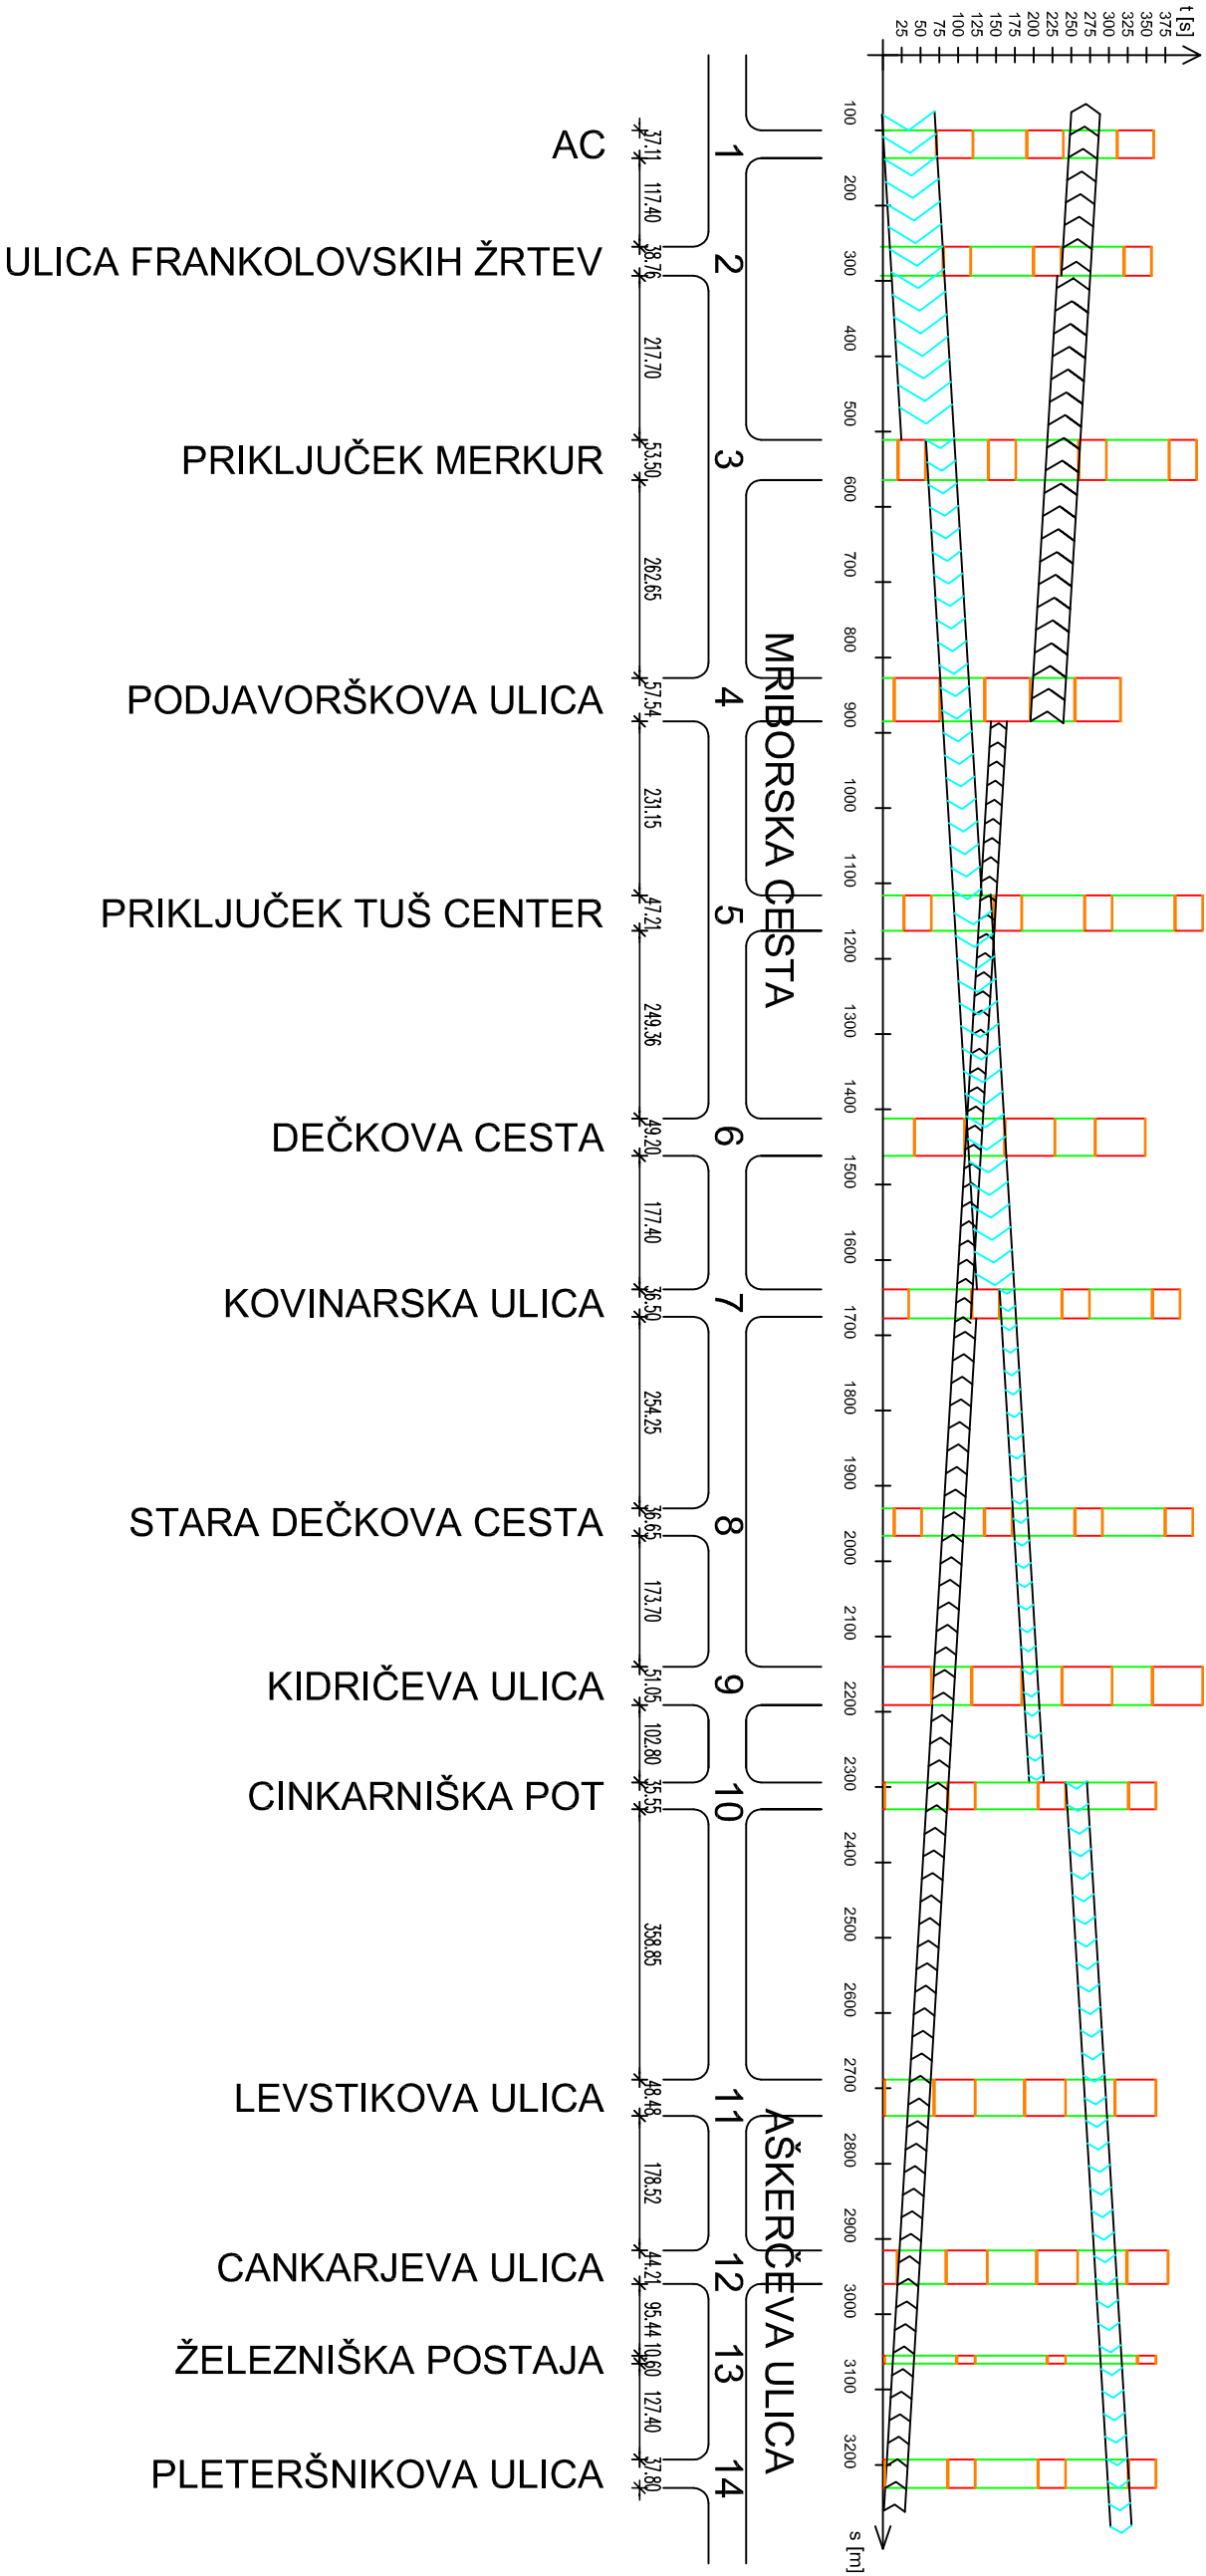 t [s]
25 50 75 100 125 150 175 200 225 250 275 300 325 350 375
100
200
300
400
500
600
700
800
900
1000
1100
1200
1300
1400
1500
1600
1700
1800
1900
2000
2100
2200
2300
2400
2500
2600
2700
2800
2900
3000
3100
3200
s [m]
MRIBORSKA CESTA
AŠKERČEVA ULICA
AC 37.11 1
117.40
ULICA FRANKOLOVSKIH ŽRTEV 38.76 2
217.70
PRIKLJUČEK MERKUR 53.50 3
262.65
PODJAVORŠKOVA ULICA 57.54 4
231.15
PRIKLJUČEK TUŠ CENTER 47.21 5
249.36
DEČKOVA CESTA 49.20 6
177.40
KOVINARSKA ULICA 36.50 7
254.25
STARA DEČKOVA CESTA 36.65 8
173.70
KIDRIČEVA ULICA 51.05 9
102.80
CINKARNIŠKA POT 35.55 10
358.85
LEVSTIKOVA ULICA 48.48 11
178.52
CANKARJEVA ULICA 44.21 12
95.44
ŽELEZNIŠKA POSTAJA 10.60 13
127.40
PLETERŠNIKOVA ULICA 37.80 14